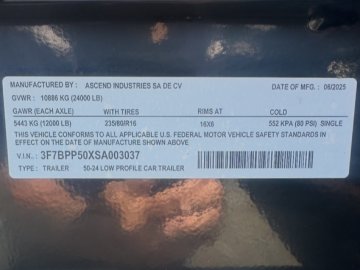 MANUFACTURED BY : ASCEND INDUSTRIES SA DE CV DATE OF MFG.: 06/2025
GVWR : 10886 KG (24000 LB)
GAWR (EACH AXLE) WITH TIRES RIMS AT COLD
5443 KG (12000 LB) 235/80/R16 16X6 552 KPA (80 PSI) SINGLE
THIS VEHICLE CONFORMS TO ALL APPLICABLE U.S. FEDERAL MOTOR VEHICLE SAFETY STANDARDS IN
EFFECT ON THE DATE OF MANUFACTURE SHOWN ABOVE
V.I.N.: 3F7BPP50XSA003037
TYPE : TRAILER 50-24 LOW PROFILE CAR TRAILER